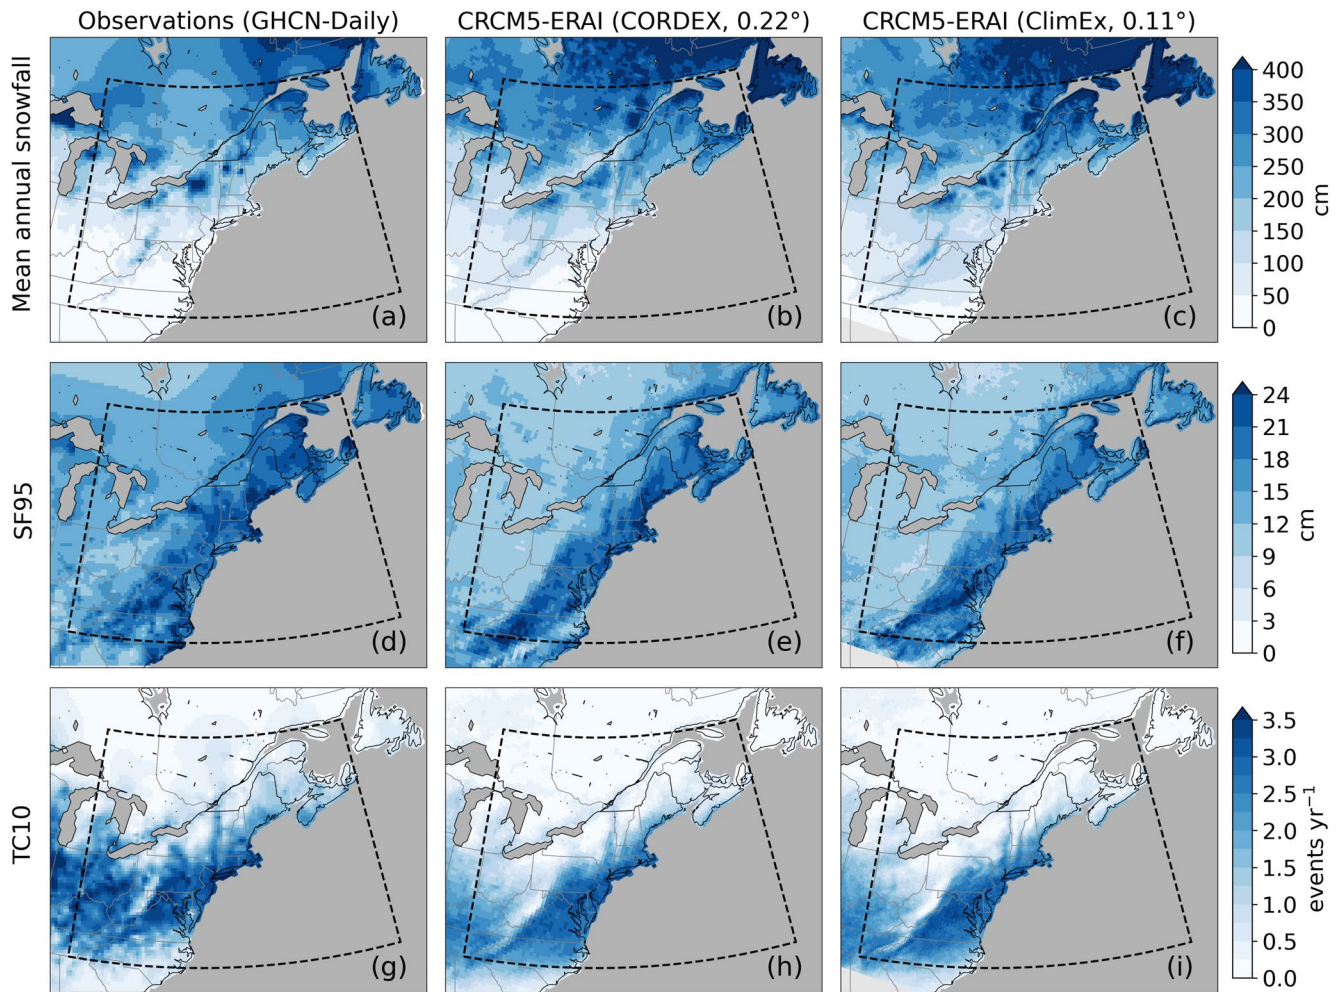 Observations (GHCN-Daily)
CRCM5-ERAI (CORDEX, 0.22°)
CRCM5-ERAI (ClimEx, 0.11°)
Mean annual snowfall
(a)
(b)
(c)
400
350
300
250
200
150
100
50
0
cm
SF95
(d)
(e)
(f)
24
21
18
15
12
9
6
3
0
cm
TC10
(g)
(h)
(i)
3.5
3.0
2.5
2.0
1.5
1.0
0.5
0.0
events yr⁻¹